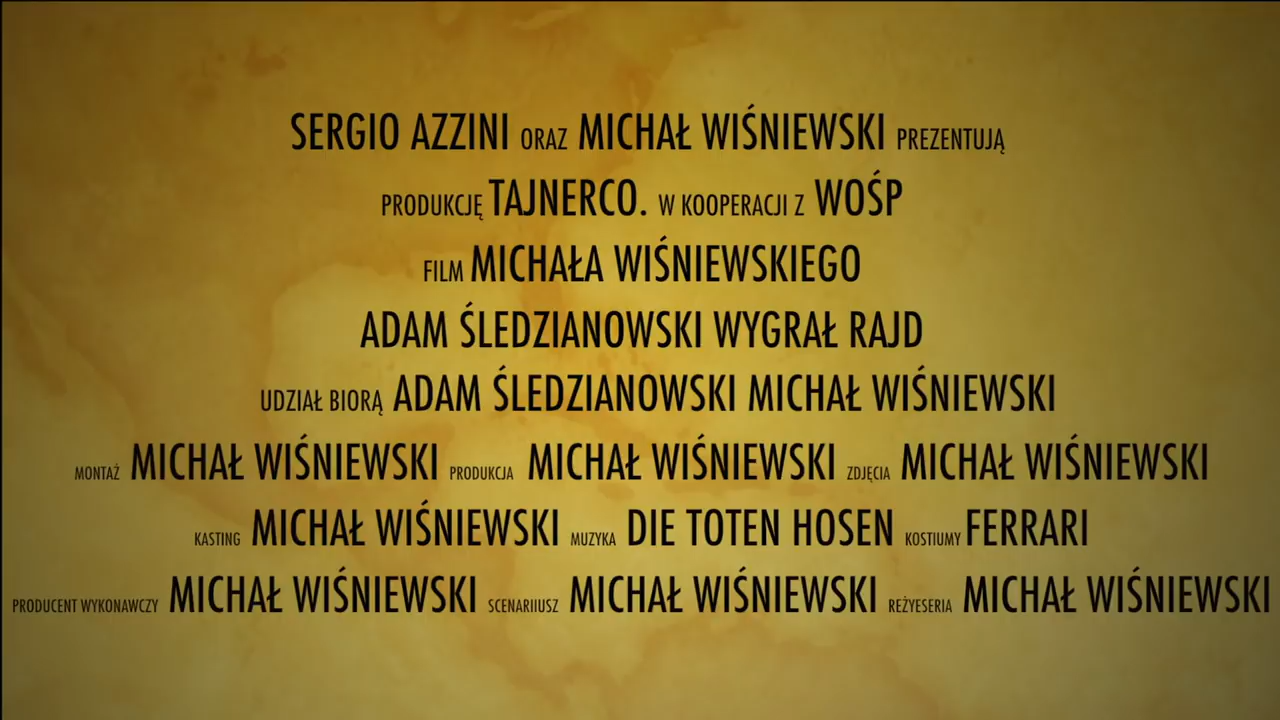 SERGIO AZZINI ORAZ MICHAŁ WIŚNIEWSKI PREZENTUJĄ
PRODUKCJĘ TAJNERCO. W KOOPERACJI Z WOŚP
FILM MICHAŁA WIŚNIEWSKIEGO
ADAM ŚLEDZIANOWSKI WYGRAŁ RAJD
UDZIAŁ BIORĄ ADAM ŚLEDZIANOWSKI MICHAŁ WIŚNIEWSKI
MONTAŻ MICHAŁ WIŚNIEWSKI PRODUKCJA MICHAŁ WIŚNIEWSKI ZDJĘCIA MICHAŁ WIŚNIEWSKI
KASTING MICHAŁ WIŚNIEWSKI MUZYKA DIE TOTEN HOSEN KOSTIUMY FERRARI
PRODUCENT WYKONAWCZY MICHAŁ WIŚNIEWSKI SCENARIIUSZ MICHAŁ WIŚNIEWSKI REŻYESERIA MICHAŁ WIŚNIEWSKI